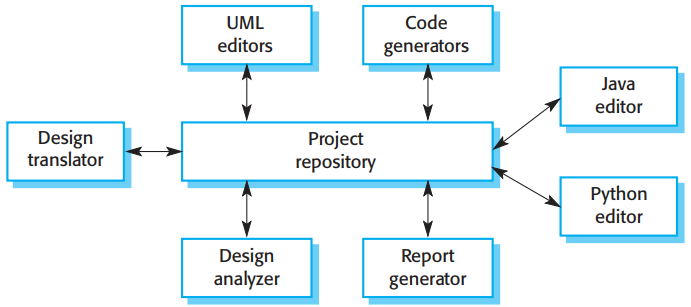 UML
editors
Code
generators
Java
editor
Design
translator
Project
repository
Python
editor
Design
analyzer
Report
generator